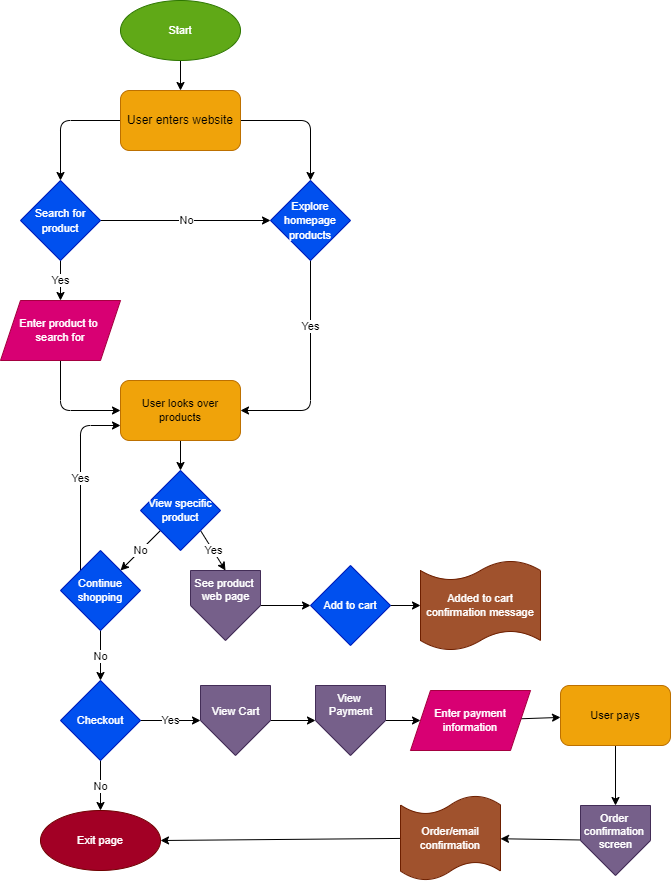 Start
User enters website
Search for
product
No
Explore
homepage
products
Yes
Enter product to
search for
Yes
User looks over
products
Yes
View specific
product
No
Yes
Continue
shopping
See product
web page
Add to cart
Added to cart
confirmation message
No
Checkout
Yes
View Cart
View
Payment
Enter payment
information
User pays
No
Exit page
Order/email
confirmation
Order
confirmation
screen